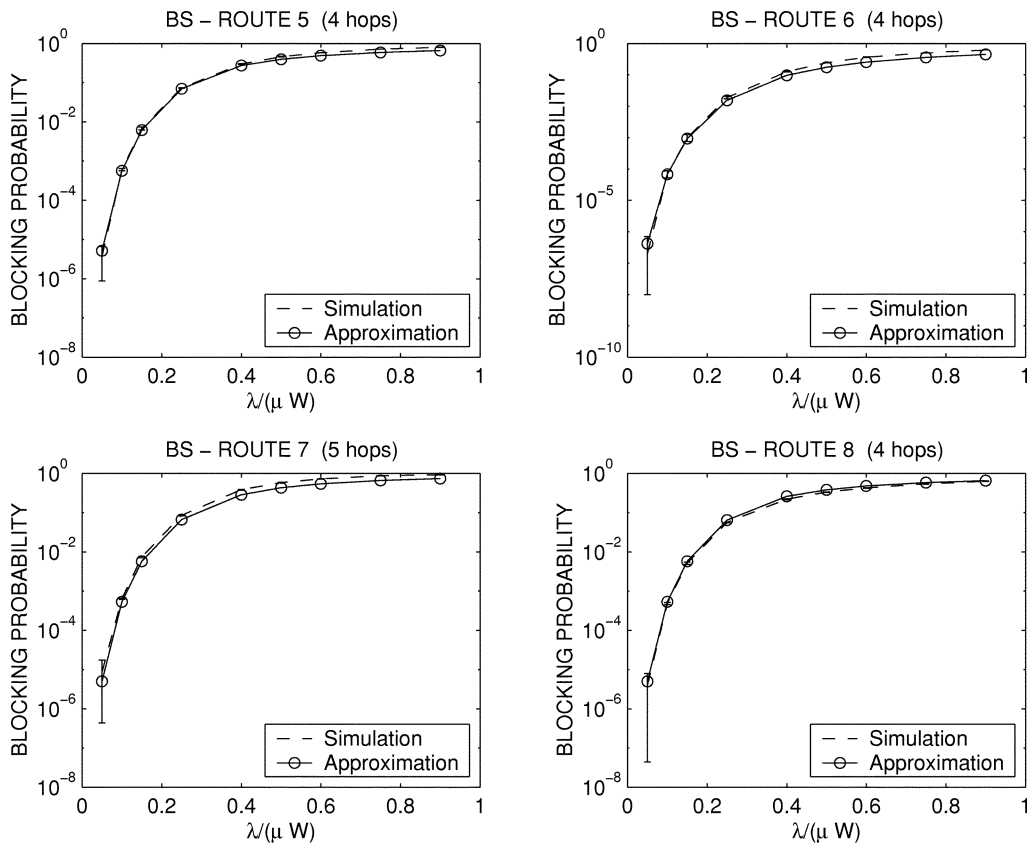 BS – ROUTE 5 (4 hops)
BLOCKING PROBABILITY
10^0
10^-2
10^-4
10^-6
10^-8
Simulation
Approximation
0 0.2 0.4 0.6 0.8 1
λ/(μ W)
BS – ROUTE 6 (4 hops)
BLOCKING PROBABILITY
10^0
10^-5
10^-10
Simulation
Approximation
0 0.2 0.4 0.6 0.8 1
λ/(μ W)
BS – ROUTE 7 (5 hops)
BLOCKING PROBABILITY
10^0
10^-2
10^-4
10^-6
10^-8
Simulation
Approximation
0 0.2 0.4 0.6 0.8 1
λ/(μ W)
BS – ROUTE 8 (4 hops)
BLOCKING PROBABILITY
10^0
10^-2
10^-4
10^-6
10^-8
Simulation
Approximation
0 0.2 0.4 0.6 0.8 1
λ/(μ W)